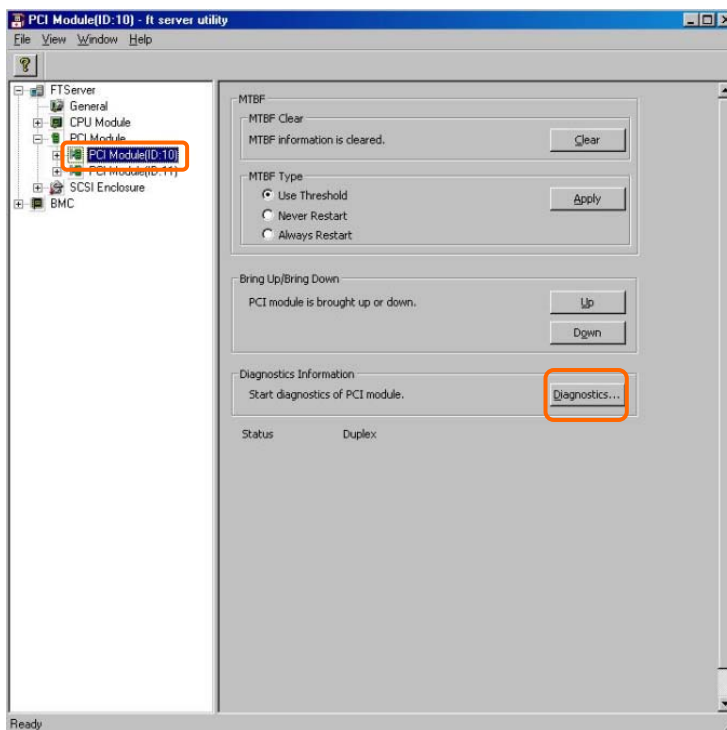 PCI Module(ID:10) - ft server utility
File View Window Help
FTServer
General
CPU Module
PCI Module
PCI Module(ID:10)
PCI Module(ID:11)
SCSI Enclosure
BMC
MTBF
MTBF Clear
MTBF information is cleared.
Clear
MTBF Type
Use Threshold
Never Restart
Always Restart
Apply
Bring Up/Bring Down
PCI module is brought up or down.
Up
Down
Diagnostics Information
Start diagnostics of PCI module.
Diagnostics...
Status Duplex
Ready